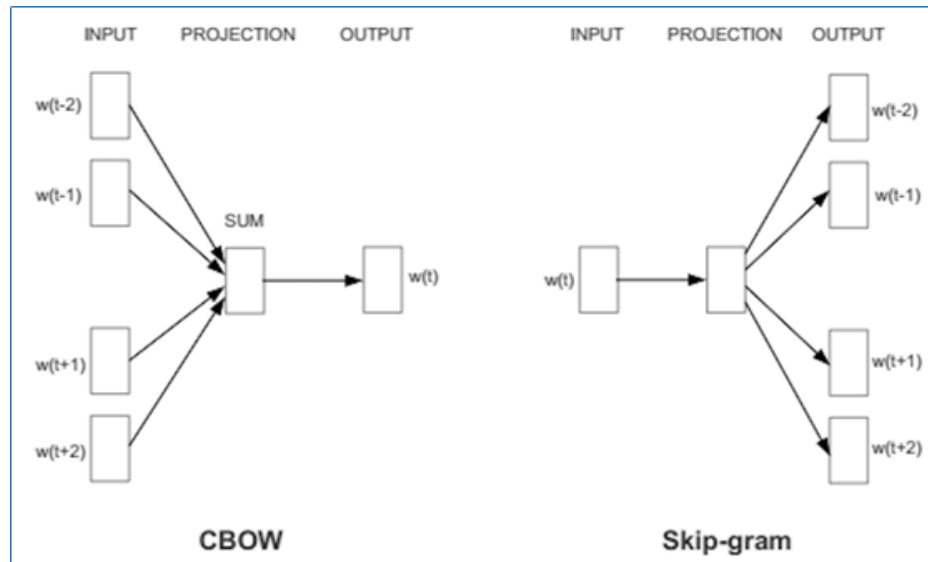 INPUT PROJECTION OUTPUT
w(t-2)
w(t-1)
SUM
w(t)
w(t+1)
w(t+2)
CBOW
INPUT PROJECTION OUTPUT
w(t-2)
w(t-1)
w(t)
w(t+1)
w(t+2)
Skip-gram